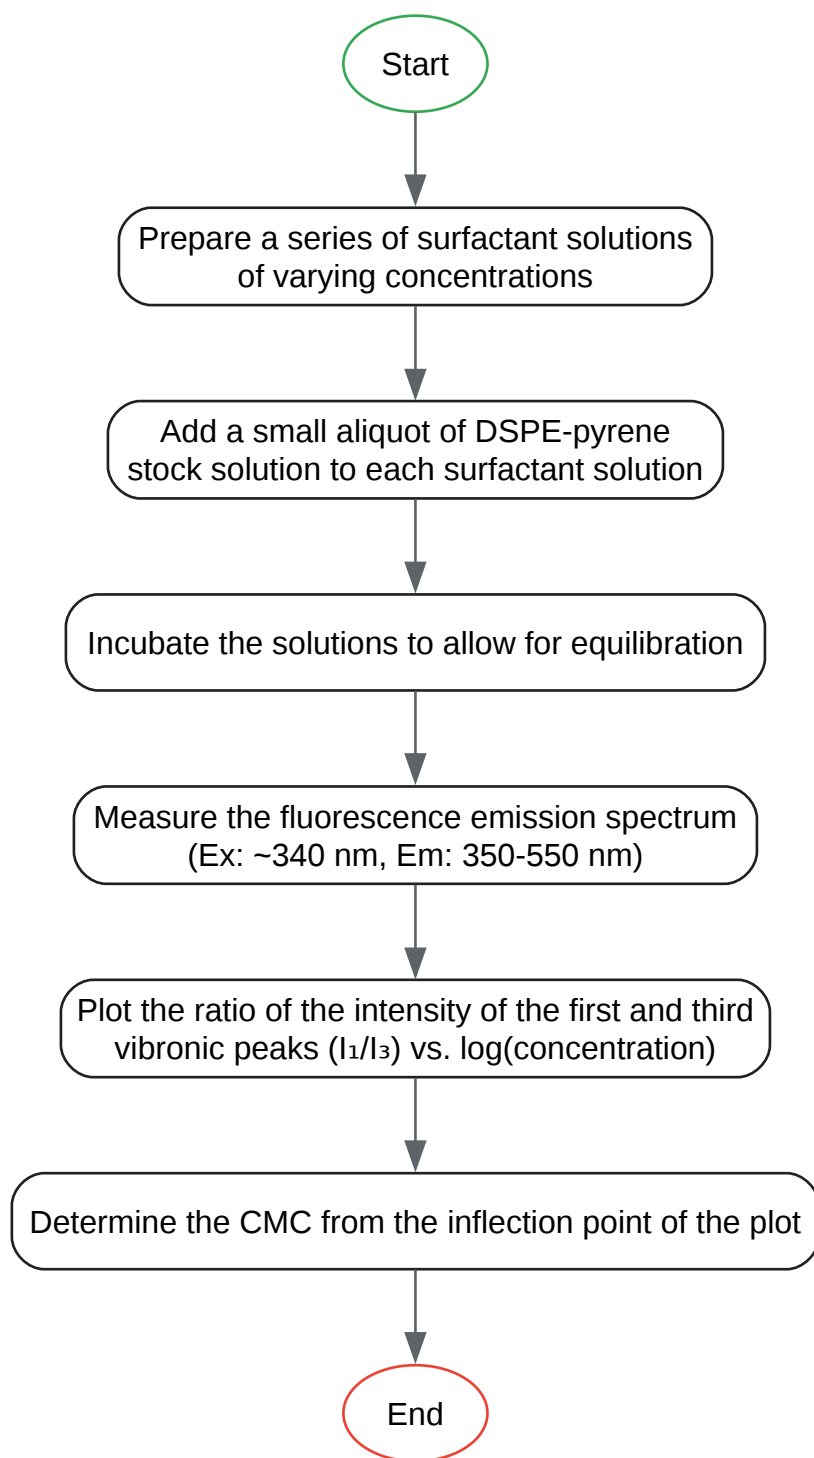 Start
Prepare a series of surfactant solutions
of varying concentrations
Add a small aliquot of DSPE-pyrene
stock solution to each surfactant solution
Incubate the solutions to allow for equilibration
Measure the fluorescence emission spectrum
(Ex: ~340 nm, Em: 350-550 nm)
Plot the ratio of the intensity of the first and third
vibronic peaks (I₁/I₃) vs. log(concentration)
Determine the CMC from the inflection point of the plot
End